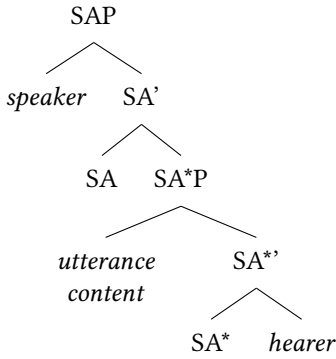 SAP
speaker SA’
SA SA*P
utterance
content
SA*’
SA* hearer